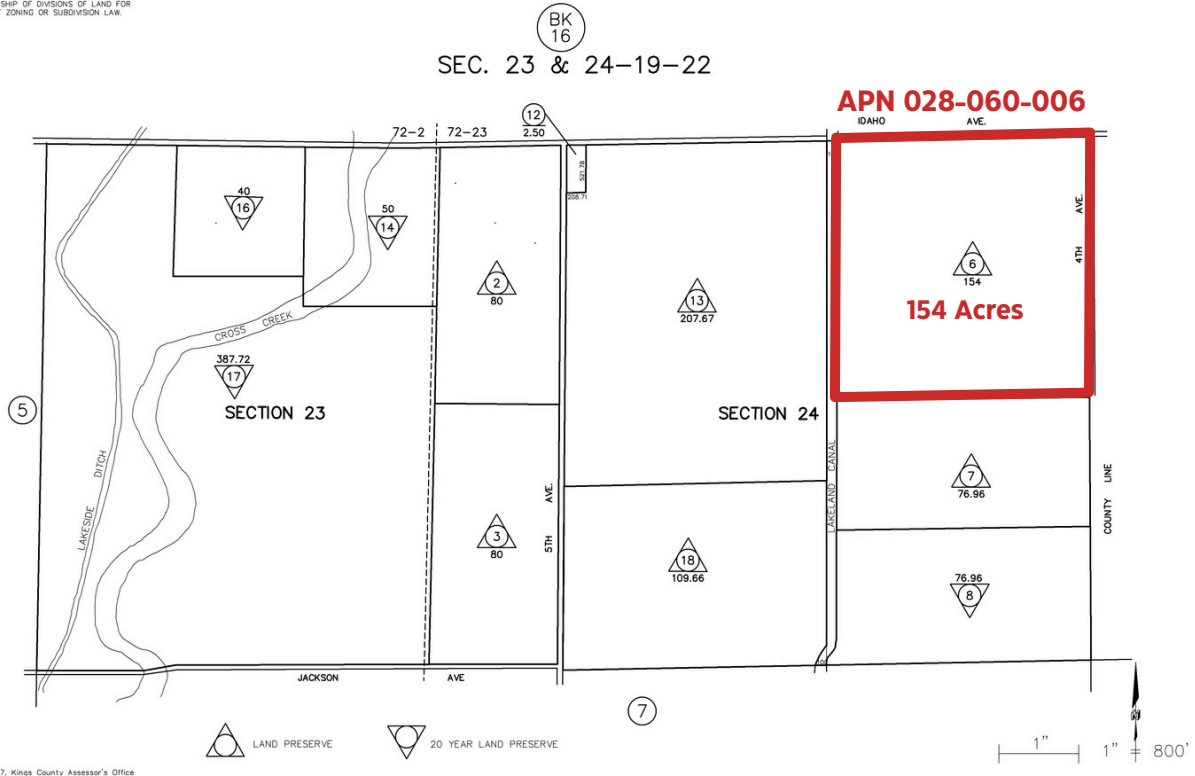 SHIP OF DIVISIONS OF LAND FOR
ZONING OR SUBDIVISION LAW.
BK
16
SEC. 23 & 24-19-22
APN 028-060-006
IDAHO AVE.
12
2.50
72-2 72-23
521.78
208.71
40
16
50
14
2
80
13
207.67
6
154
154 Acres
4TH AVE.
CROSS CREEK
387.72
17
SECTION 23
SECTION 24
5
LAKESIDE DITCH
LAKELAND CANAL
7
76.96
COUNTY LINE
3
80
5TH AVE.
18
109.66
76.96
8
JACKSON AVE
7
LAND PRESERVE
20 YEAR LAND PRESERVE
N
1"
1" = 800'
7, Kings County Assessor's Office